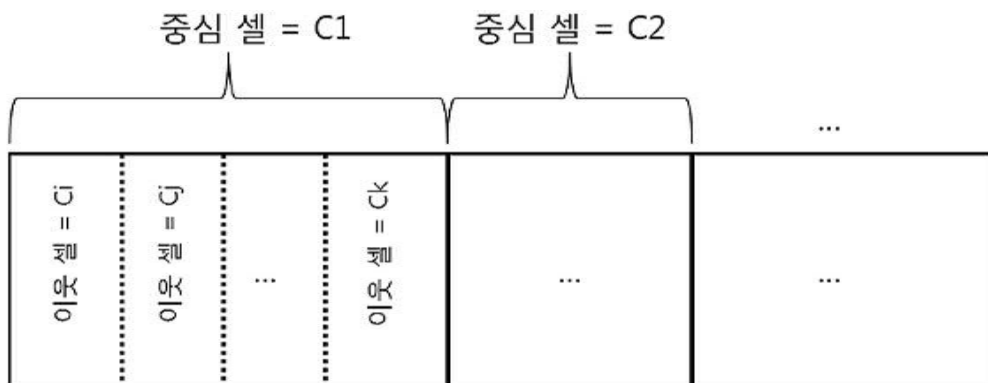 중심 셀 = C1
중심 셀 = C2
...
이웃 셀 = Ci
이웃 셀 = Cj
...
이웃 셀 = Ck
...
...